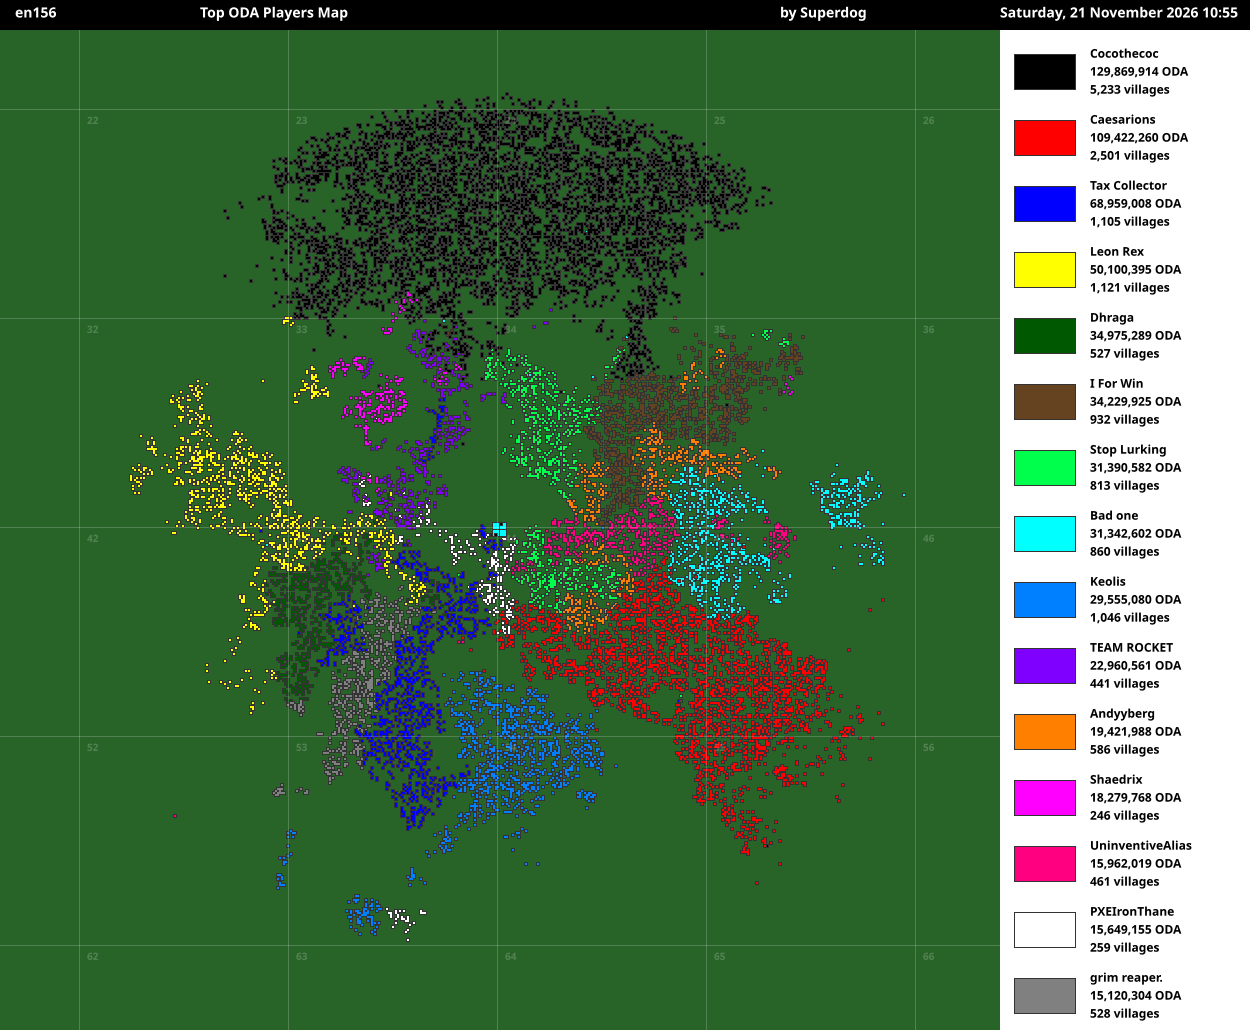 en156 Top ODA Players Map by Superdog Saturday, 21 November 2026 10:55
Cocothecoc
129,869,914 ODA
5,233 villages
Caesarions
109,422,260 ODA
2,501 villages
Tax Collector
68,959,008 ODA
1,105 villages
Leon Rex
50,100,395 ODA
1,121 villages
Dhraga
34,975,289 ODA
527 villages
I For Win
34,229,925 ODA
932 villages
Stop Lurking
31,390,582 ODA
813 villages
Bad one
31,342,602 ODA
860 villages
Keolis
29,555,080 ODA
1,046 villages
TEAM ROCKET
22,960,561 ODA
441 villages
Andyyberg
19,421,988 ODA
586 villages
Shaedrix
18,279,768 ODA
246 villages
UninventiveAlias
15,962,019 ODA
461 villages
PXEIronThane
15,649,155 ODA
259 villages
grim reaper.
15,120,304 ODA
528 villages
22 23 25 26
32 33 34 35 36
42 46
52 53 56
62 63 64 65 66